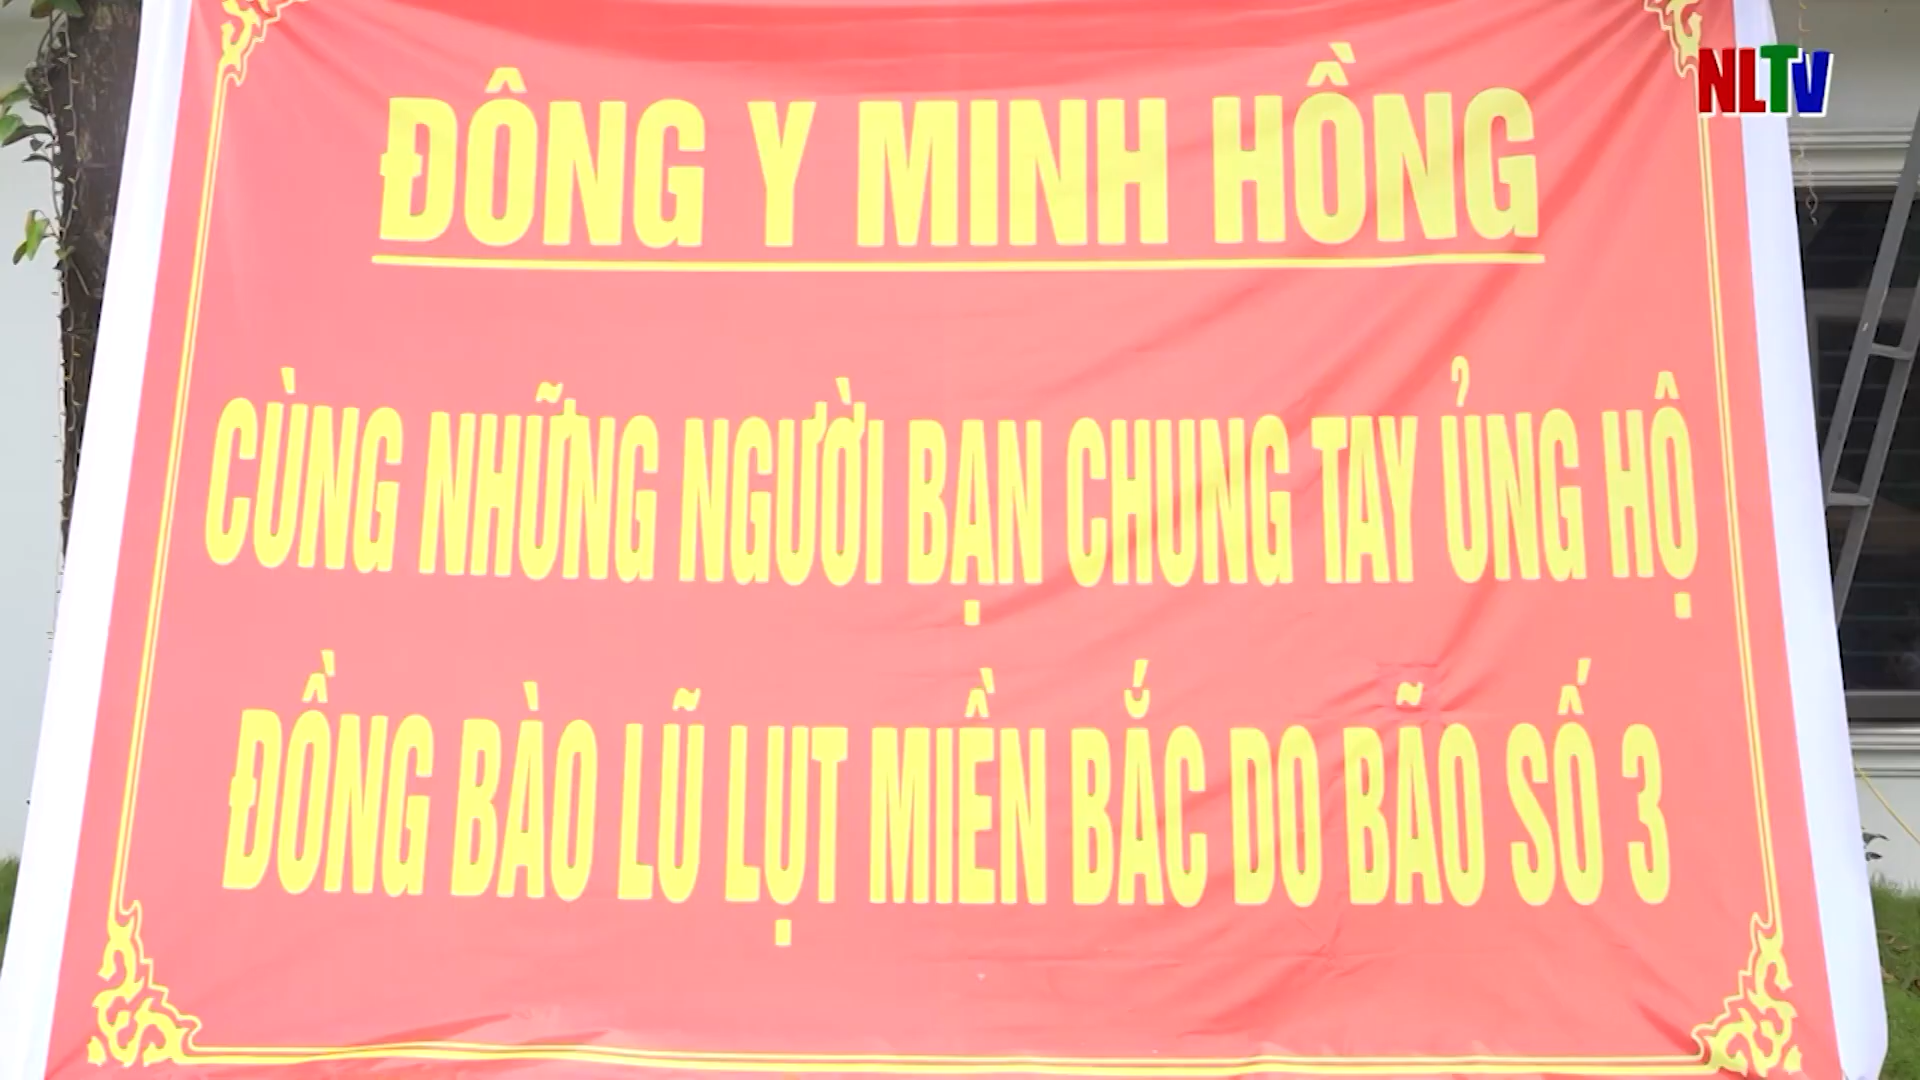 NLTV
ĐÔNG Y MINH HỒNG
CÙNG NHỮNG NGƯỜI BẠN CHUNG TAY ỦNG HỘ
ĐỒNG BÀO LŨ LỤT MIỀN BẮC DO BÃO SỐ 3